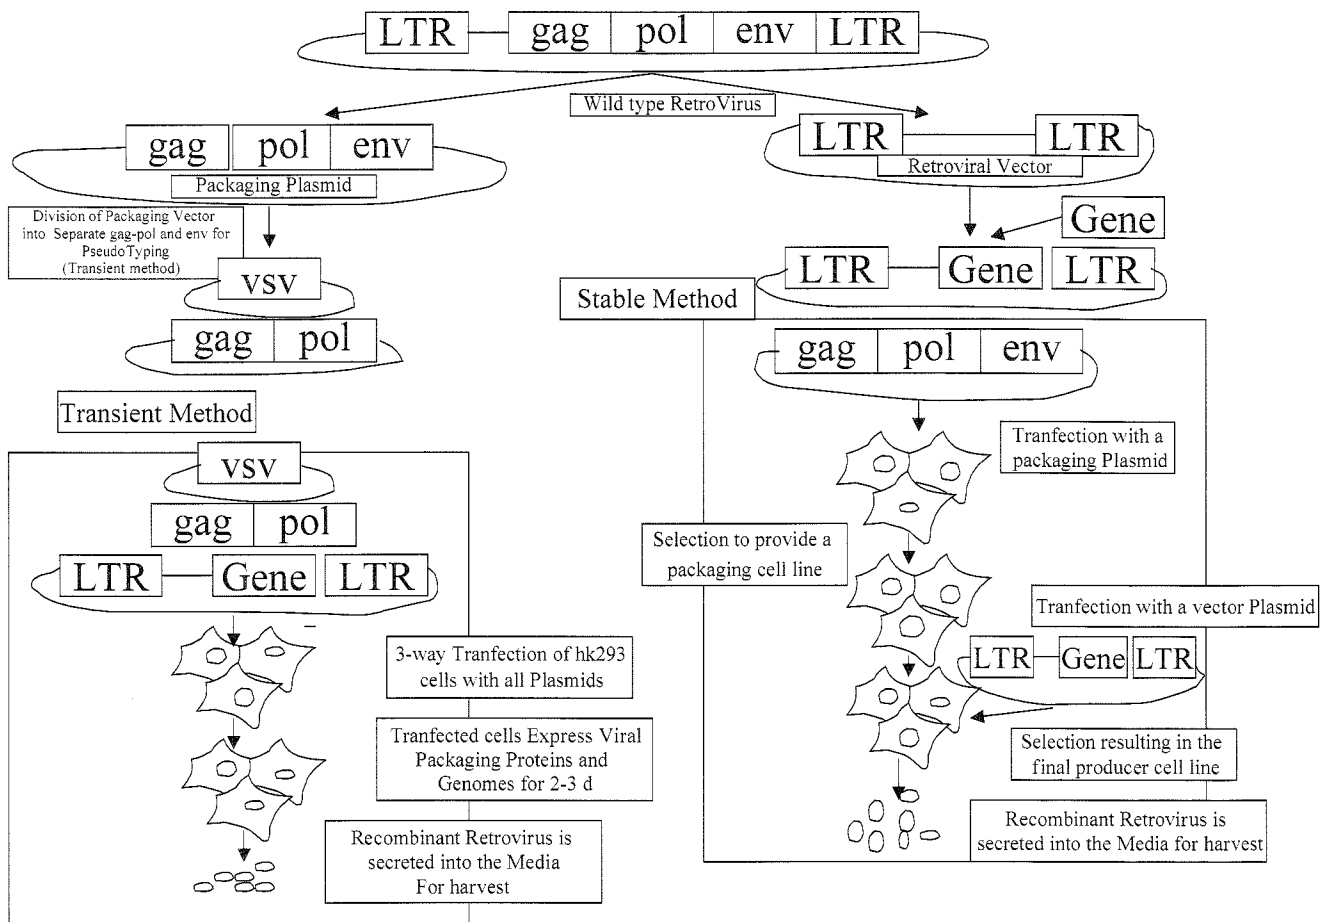 LTR gag pol env LTR
Wild type RetroVirus
gag pol env
Packaging Plasmid
LTR LTR
Retroviral Vector
Division of Packaging Vector
into Separate gag-pol and env for
PseudoTyping
(Transient method)
vsv
gag pol
Gene
LTR Gene LTR
Stable Method
gag pol env
Tranfection with a
packaging Plasmid
Selection to provide a
packaging cell line
Tranfection with a vector Plasmid
LTR Gene LTR
Selection resulting in the
final producer cell line
Recombinant Retrovirus is
secreted into the Media for harvest
Transient Method
vsv
gag pol
LTR Gene LTR
3-way Tranfection of hk293
cells with all Plasmids
Tranfected cells Express Viral
Packaging Proteins and
Genomes for 2-3 d
Recombinant Retrovirus is
secreted into the Media
For harvest